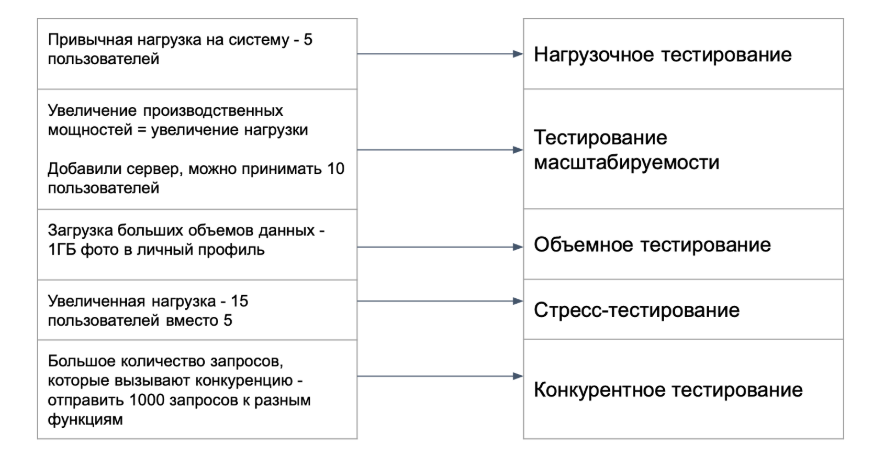 Привычная нагрузка на систему - 5
пользователей
Нагрузочное тестирование
Увеличение производственных
мощностей = увеличение нагрузки
Добавили сервер, можно принимать 10
пользователей
Тестирование
масштабируемости
Загрузка больших объемов данных -
1ГБ фото в личный профиль
Объемное тестирование
Увеличенная нагрузка - 15
пользователей вместо 5
Стресс-тестирование
Большое количество запросов,
которые вызывают конкуренцию -
отправить 1000 запросов к разным
функциям
Конкурентное тестирование